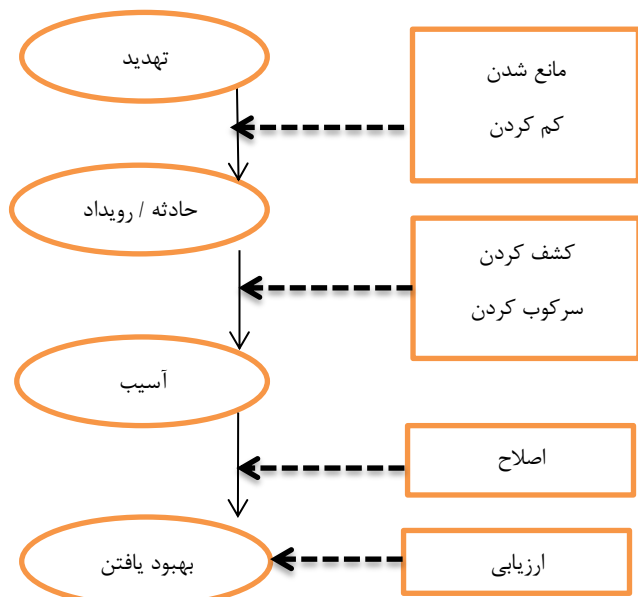 تهدید
مانع شدن
کم کردن
حادثه / رویداد
کشف کردن
سرکوب کردن
آسیب
اصلاح
بهبود یافتن
ارزیابی